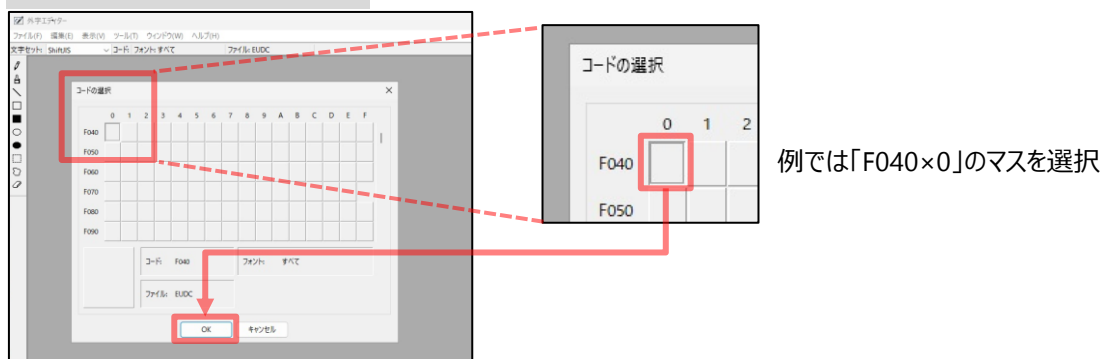 外字エディター
ファイル(F) 編集(E) 表示(V) ツール(T) ウィンドウ(W) ヘルプ(H)
文字セット: ShiftJIS コード: フォント: すべて ファイル: EUDC
コードの選択
0 1 2 3 4 5 6 7 8 9 A B C D E F
F040
F050
F060
F070
F080
F090
コード: F040 フォント: すべて
ファイル: EUDC
OK キャンセル
コードの選択
0 1 2
F040
F050
例では「F040×0」のマスを選択